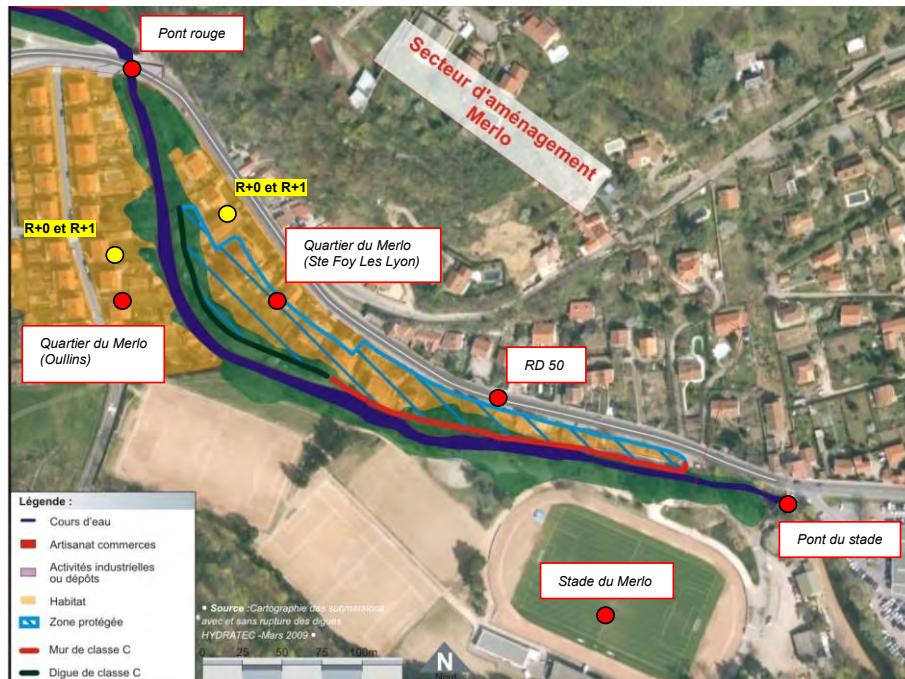 Pont rouge
Secteur d'aménagement
Merlo
R+0 et R+1
R+0 et R+1
Quartier du Merlo
(Ste Foy Les Lyon)
Quartier du Merlo
(Oullins)
RD 50
Pont du stade
Stade du Merlo
Légende :
Cours d'eau
Artisanat commerces
Activités industrielles
ou dépôts
Habitat
Zone protégée
Mur de classe C
Digue de classe C
• Source :Cartographie des submersions
avec et sans rupture des digues
HYDRATEC -Mars 2009 •
0 25 50 100m
N
Nord